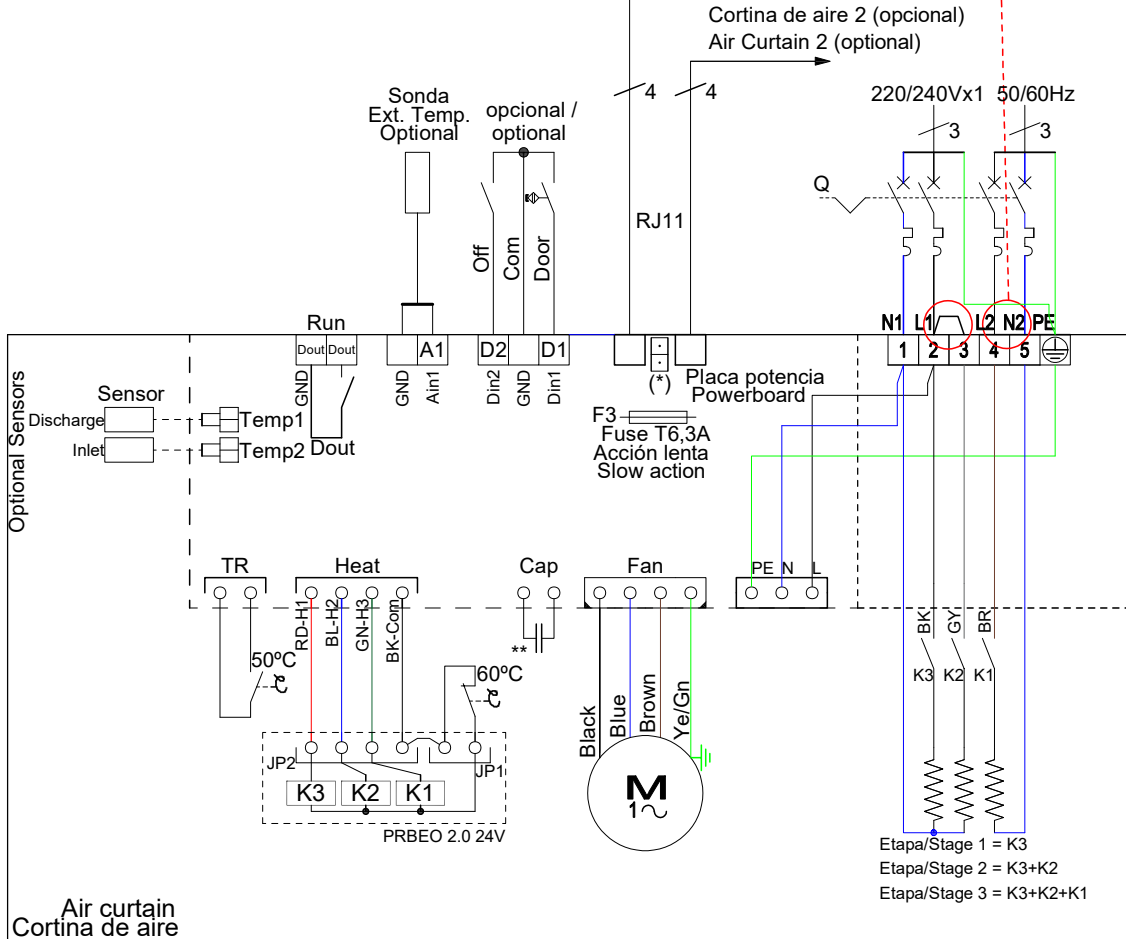 Cortina de aire 2 (opcional)
Air Curtain 2 (optional)
4
4
220/240Vx1 50/60Hz
3
3
Sonda
Ext. Temp.
Optional
opcional /
optional
Q
RJ11
Off
Com
Door
Run
N1 L1 L2 N2 PE
Dout Dout
A1
D2 D1
1 2 3 4 5
GND
GND
Ain1
Din2
GND
Din1
(*)
Placa potencia
Powerboard
Optional Sensors
Sensor
Discharge
Temp1
Inlet
Temp2
Dout
F3
Fuse T6,3A
Acción lenta
Slow action
TR
Heat
Cap
Fan
PE N L
RD-H1
BL-H2
GN-H3
BK-Com
**
50ºC
60ºC
Black
Blue
Brown
Ye/Gn
BK
GY
BR
K3 K2 K1
JP2
JP1
K3 K2 K1
PRBEO 2.0 24V
M
1
Etapa/Stage 1 = K3
Etapa/Stage 2 = K3+K2
Etapa/Stage 3 = K3+K2+K1
Air curtain
Cortina de aire